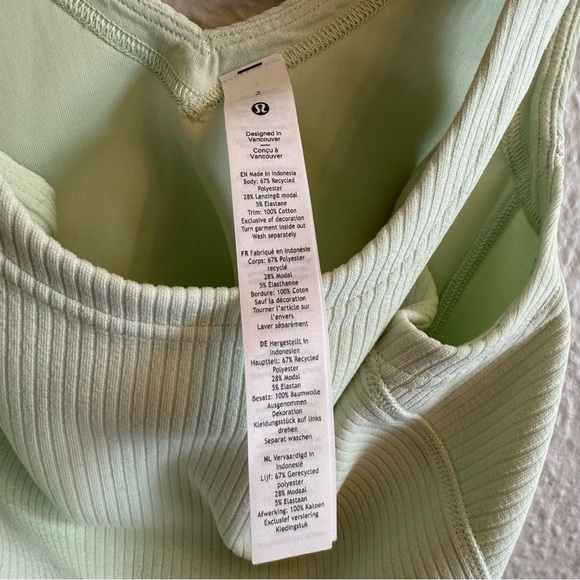 Designed in
Vancouver
Conçu à
Vancouver
EN Made in Indonesia
Body: 67% Recycled
Polyester
28% Lenzing® modal
5% Elastane
Trim: 100% Cotton
Exclusive of decoration
Turn garment inside out
Wash separately
FR Fabriqué en Indonésie
Corps: 67% Polyester
recyclé
28% Modal
5% Élasthanne
Bordure: 100% Coton
Sauf la décoration
Tourner l'article sur
l'envers
Laver séparément
DE Hergestellt in
Indonesien
Hauptteil: 67% Recycled
Polyester
28% Modal
5% Elastan
Besatz: 100% Baumwolle
Ausgenommen
Dekoration
Kleidungsstück auf links
drehen
Separat waschen
NL Vervaardigd in
Indonesië
Lijf: 67% Gerecycled
polyester
28% Modaal
5% Elastaan
Afwerking: 100% Katoen
Exclusief versiering
Kledingstuk